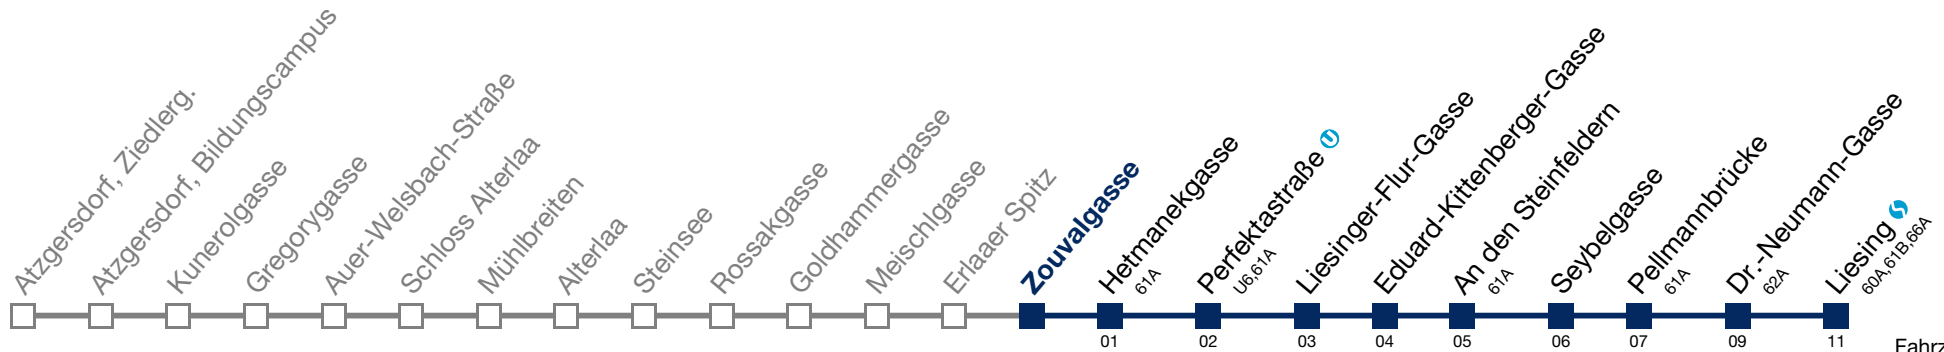 Atzgersdorf, Ziedlerg.
Atzgersdorf, Bildungscampus
Kunerolgasse
Gregorygasse
Auer-Welsbach-Straße
Schloss Alterlaa
Mühlbreiten
Alterlaa
Steinsee
Rossakgasse
Goldhammergasse
Meischlgasse
Erlaaer Spitz
Zouvalgasse
Hetmanekgasse
61A
01
Perfektastraße U
U6,61A
02
Liesinger-Flur-Gasse
03
Eduard-Kittenberger-Gasse
04
An den Steinfeldern
61A
05
Seybelgasse
06
Pellmannbrücke
61A
07
Dr.-Neumann-Gasse
62A
09
Liesing S
60A,61B,66A
11
Fahrz